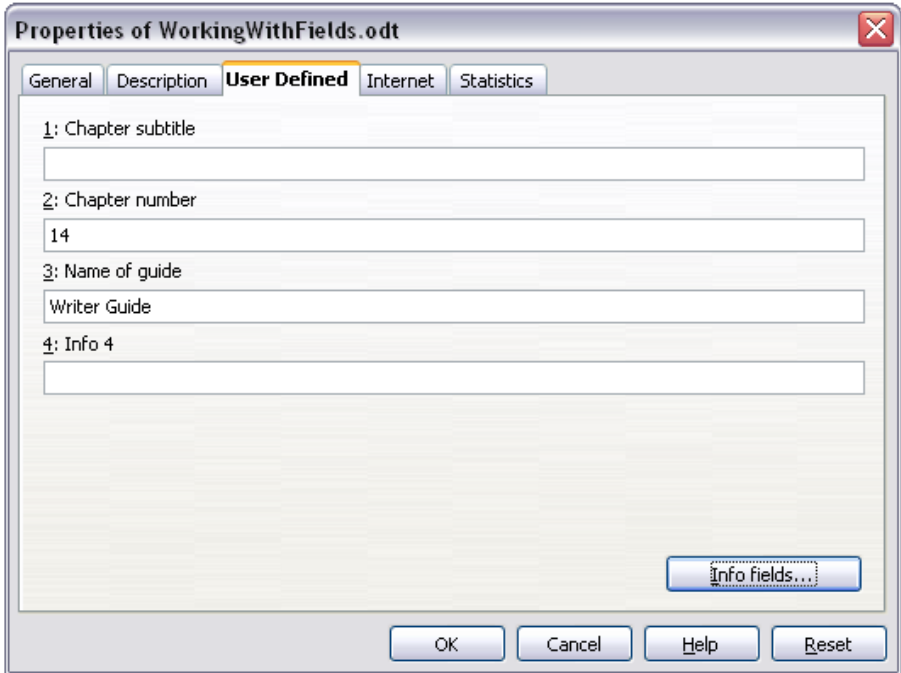 Properties of WorkingWithFields.odt
General Description User Defined Internet Statistics
1: Chapter subtitle
2: Chapter number
14
3: Name of guide
Writer Guide
4: Info 4
Info fields...
OK Cancel Help Reset